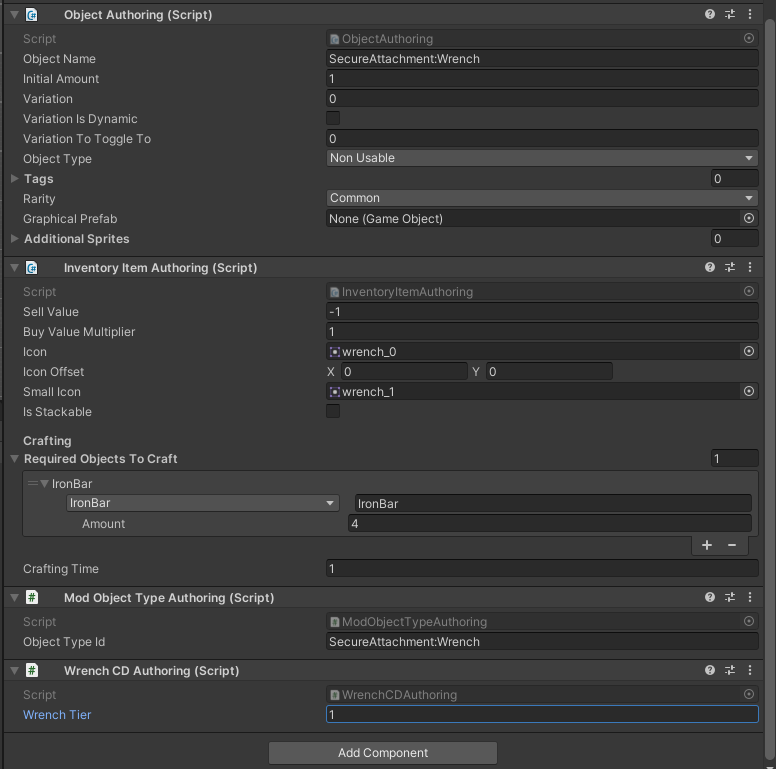 Object Authoring (Script)
Script ObjectAuthoring
Object Name SecureAttachment:Wrench
Initial Amount 1
Variation 0
Variation Is Dynamic
Variation To Toggle To 0
Object Type Non Usable
Tags 0
Rarity Common
Graphical Prefab None (Game Object)
Additional Sprites 0
Inventory Item Authoring (Script)
Script InventoryItemAuthoring
Sell Value -1
Buy Value Multiplier 1
Icon wrench_0
Icon Offset X 0 Y 0
Small Icon wrench_1
Is Stackable
Crafting
Required Objects To Craft 1
IronBar
IronBar IronBar
Amount 4
Crafting Time 1
Mod Object Type Authoring (Script)
Script ModObjectTypeAuthoring
Object Type Id SecureAttachment:Wrench
Wrench CD Authoring (Script)
Script WrenchCDAuthoring
Wrench Tier 1
Add Component